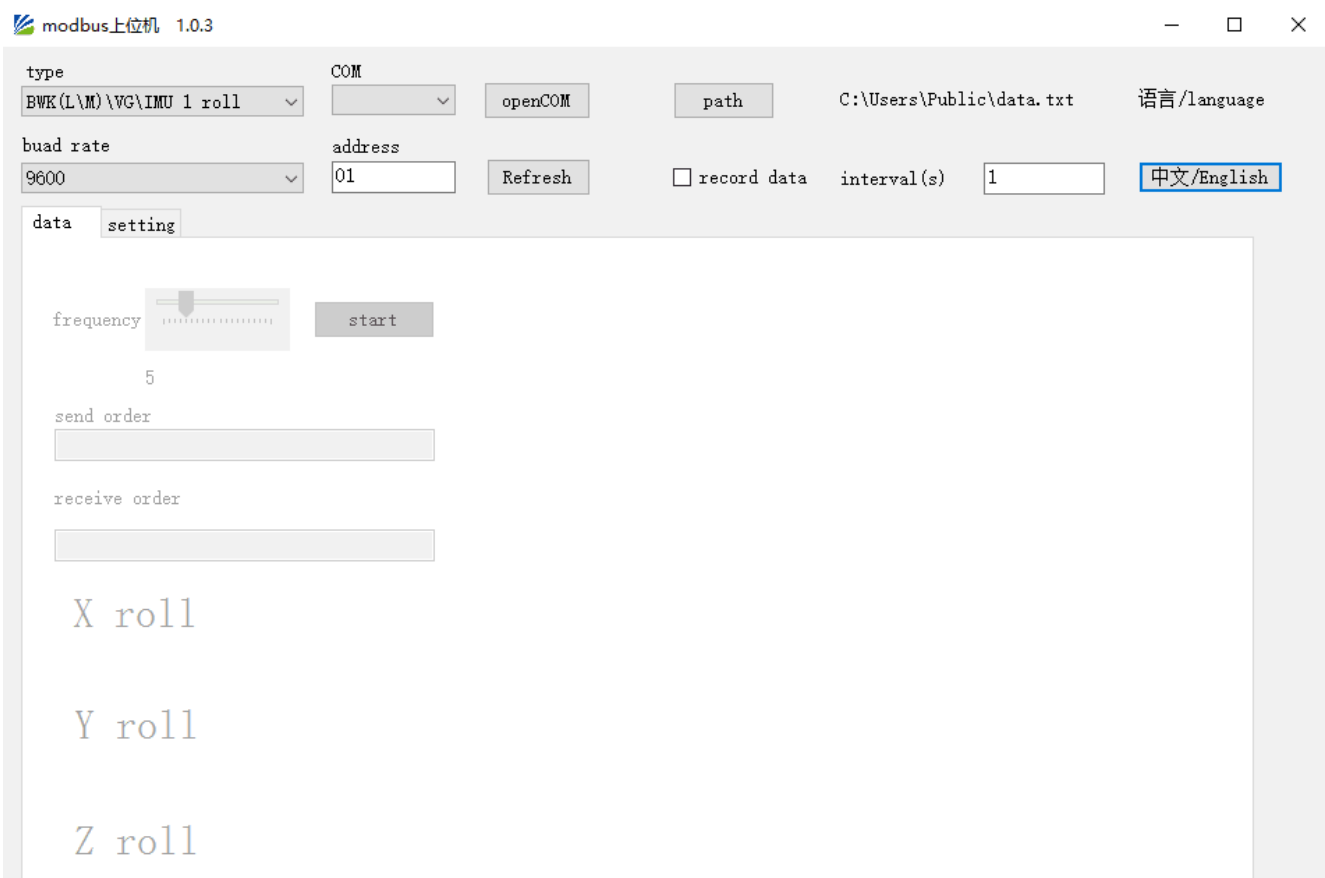 modbus上位机 1.0.3
type
COM
BWK(L\M)\VG\IMU 1 roll
openCOM
path
C:\Users\Public\data.txt
语言/language
buad rate
address
9600
01
Refresh
record data
interval(s)
1
中文/English
data
setting
frequency
start
5
send order
receive order
X roll
Y roll
Z roll